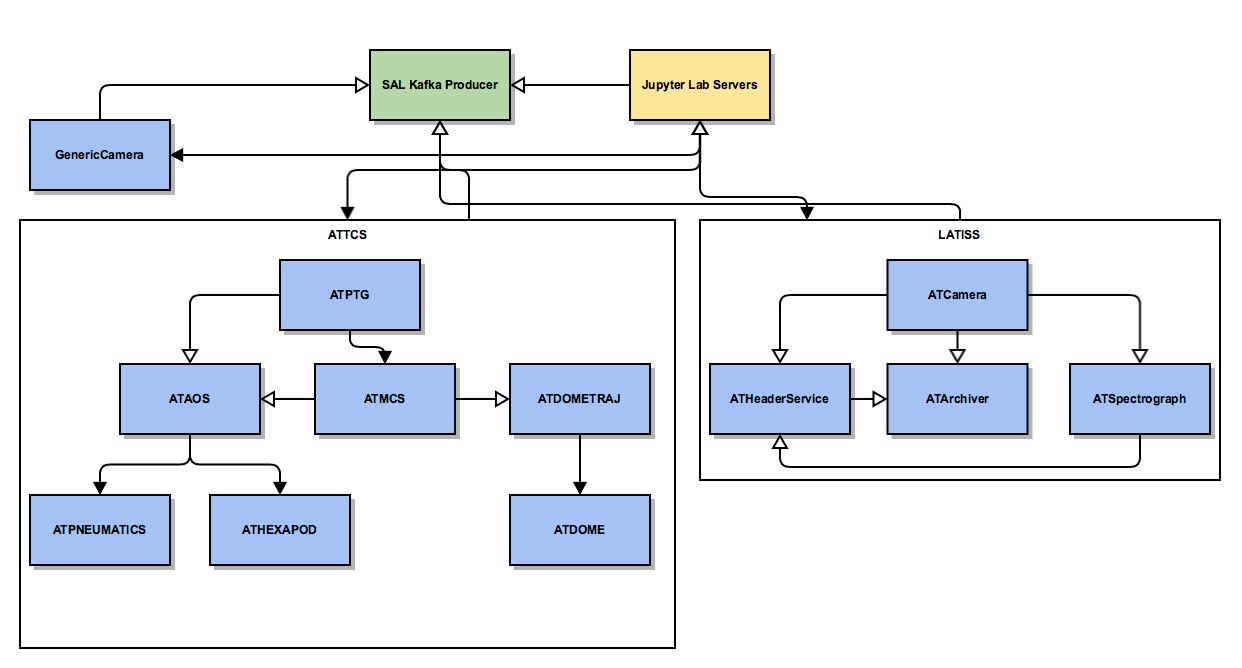 SAL Kafka Producer
Jupyter Lab Servers
GenericCamera
ATTCS
LATISS
ATPTG
ATCamera
ATAOS
ATMCS
ATDOMETRAJ
ATHeaderService
ATArchiver
ATSpectrograph
ATPNEUMATICS
ATHEXAPOD
ATDOME